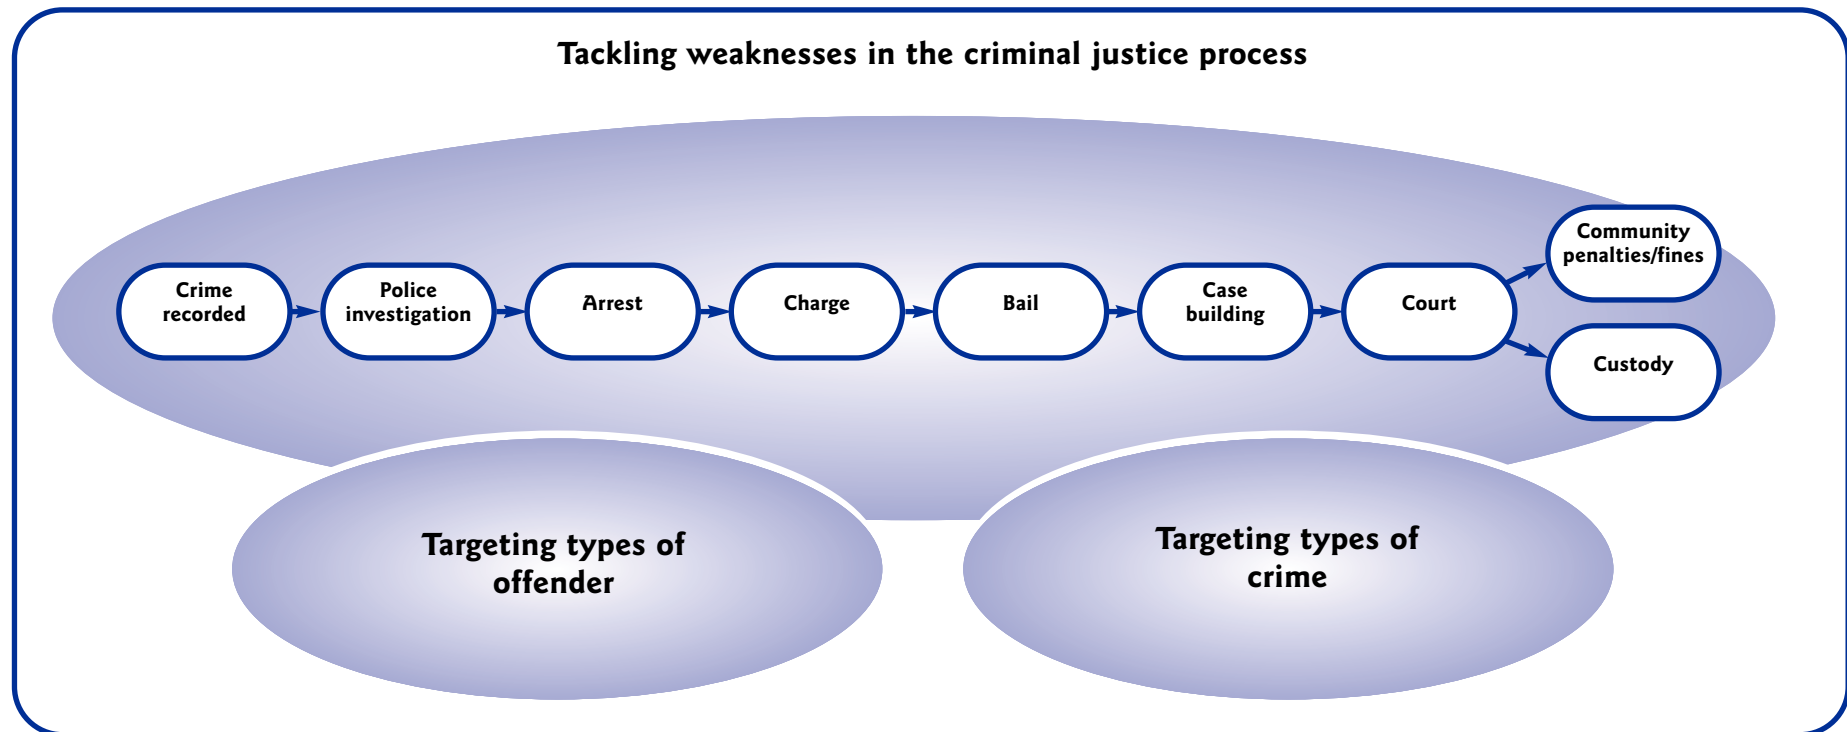 Tackling weaknesses in the criminal justice process
Crime
recorded
Police
investigation
Arrest
Charge
Bail
Case
building
Court
Community
penalties/fines
Custody
Targeting types of
offender
Targeting types of
crime